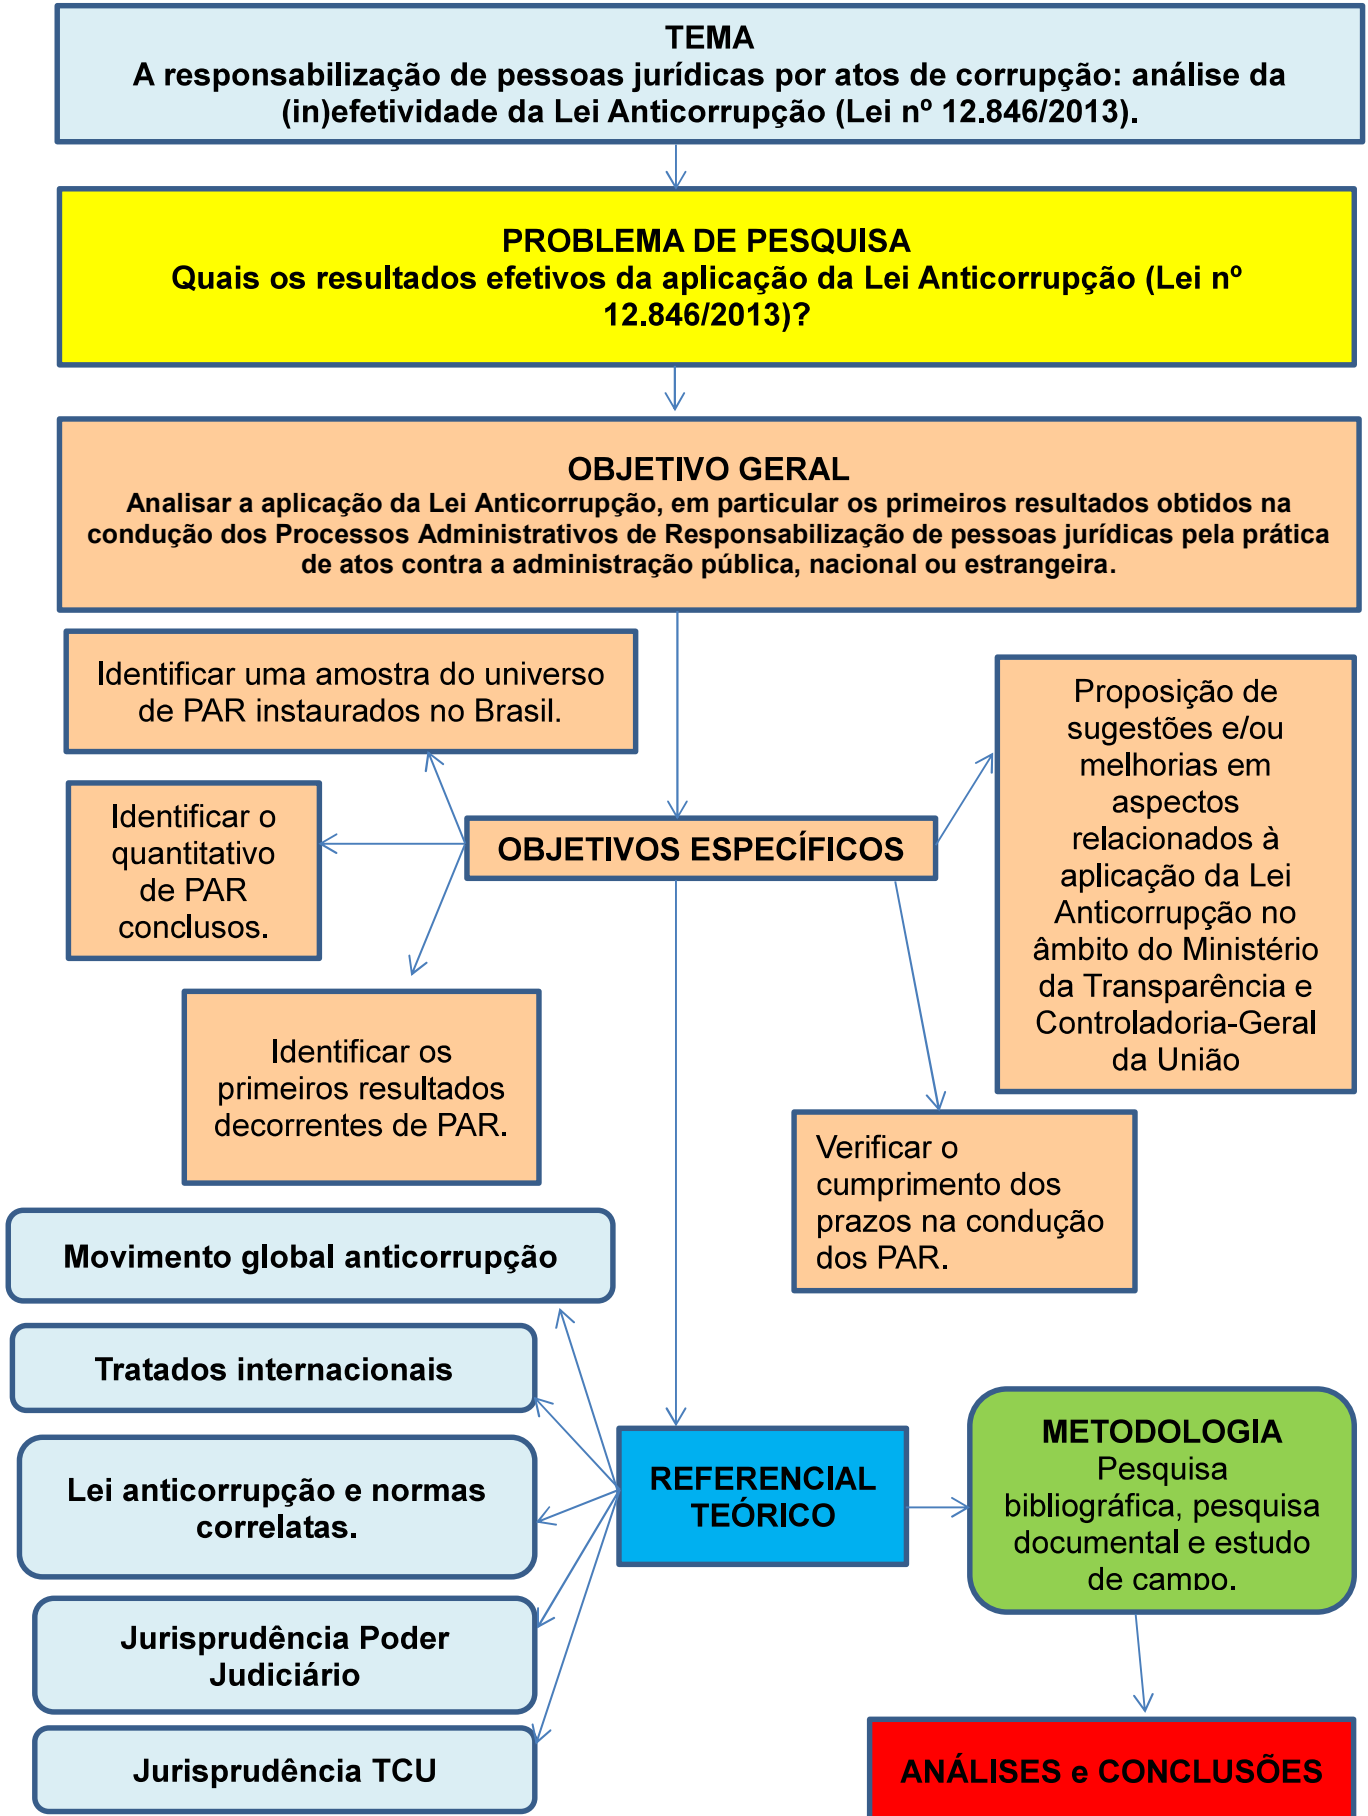 TEMA
A responsabilização de pessoas jurídicas por atos de corrupção: análise da
(in)efetividade da Lei Anticorrupção (Lei nº 12.846/2013).
PROBLEMA DE PESQUISA
Quais os resultados efetivos da aplicação da Lei Anticorrupção (Lei nº
12.846/2013)?
OBJETIVO GERAL
Analisar a aplicação da Lei Anticorrupção, em particular os primeiros resultados obtidos na
condução dos Processos Administrativos de Responsabilização de pessoas jurídicas pela prática
de atos contra a administração pública, nacional ou estrangeira.
Identificar uma amostra do universo
de PAR instaurados no Brasil.
Identificar o
quantitativo
de PAR
conclusos.
OBJETIVOS ESPECÍFICOS
Proposição de
sugestões e/ou
melhorias em
aspectos
relacionados à
aplicação da Lei
Anticorrupção no
âmbito do Ministério
da Transparência e
Controladoria-Geral
da União
Identificar os
primeiros resultados
decorrentes de PAR.
Verificar o
cumprimento dos
prazos na condução
dos PAR.
Movimento global anticorrupção
Tratados internacionais
Lei anticorrupção e normas
correlatas.
Jurisprudência Poder
Judiciário
Jurisprudência TCU
REFERENCIAL
TEÓRICO
METODOLOGIA
Pesquisa
bibliográfica, pesquisa
documental e estudo
de campo.
ANÁLISES e CONCLUSÕES